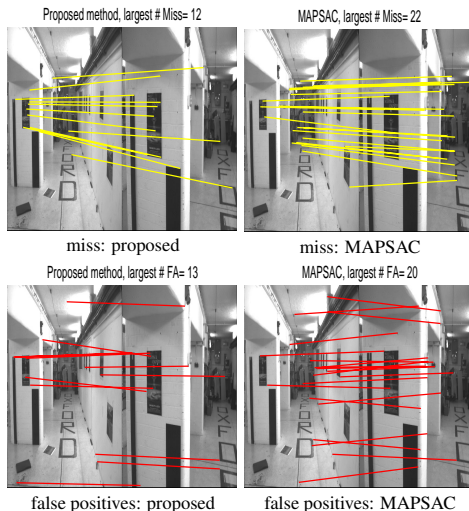 Proposed method, largest # Miss= 12
MAPSAC, largest # Miss= 22
miss: proposed
miss: MAPSAC
Proposed method, largest # FA= 13
MAPSAC, largest # FA= 20
false positives: proposed
false positives: MAPSAC